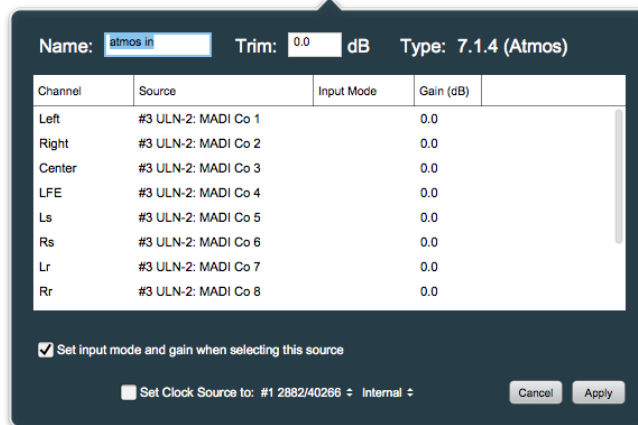 Name: atmos in Trim: 0.0 dB Type: 7.1.4 (Atmos)
Channel Source Input Mode Gain (dB)
Left #3 ULN-2: MADI Co 1 0.0
Right #3 ULN-2: MADI Co 2 0.0
Center #3 ULN-2: MADI Co 3 0.0
LFE #3 ULN-2: MADI Co 4 0.0
Ls #3 ULN-2: MADI Co 5 0.0
Rs #3 ULN-2: MADI Co 6 0.0
Lr #3 ULN-2: MADI Co 7 0.0
Rr #3 ULN-2: MADI Co 8 0.0
Set input mode and gain when selecting this source
Set Clock Source to: #1 2882/40266 Internal Cancel Apply